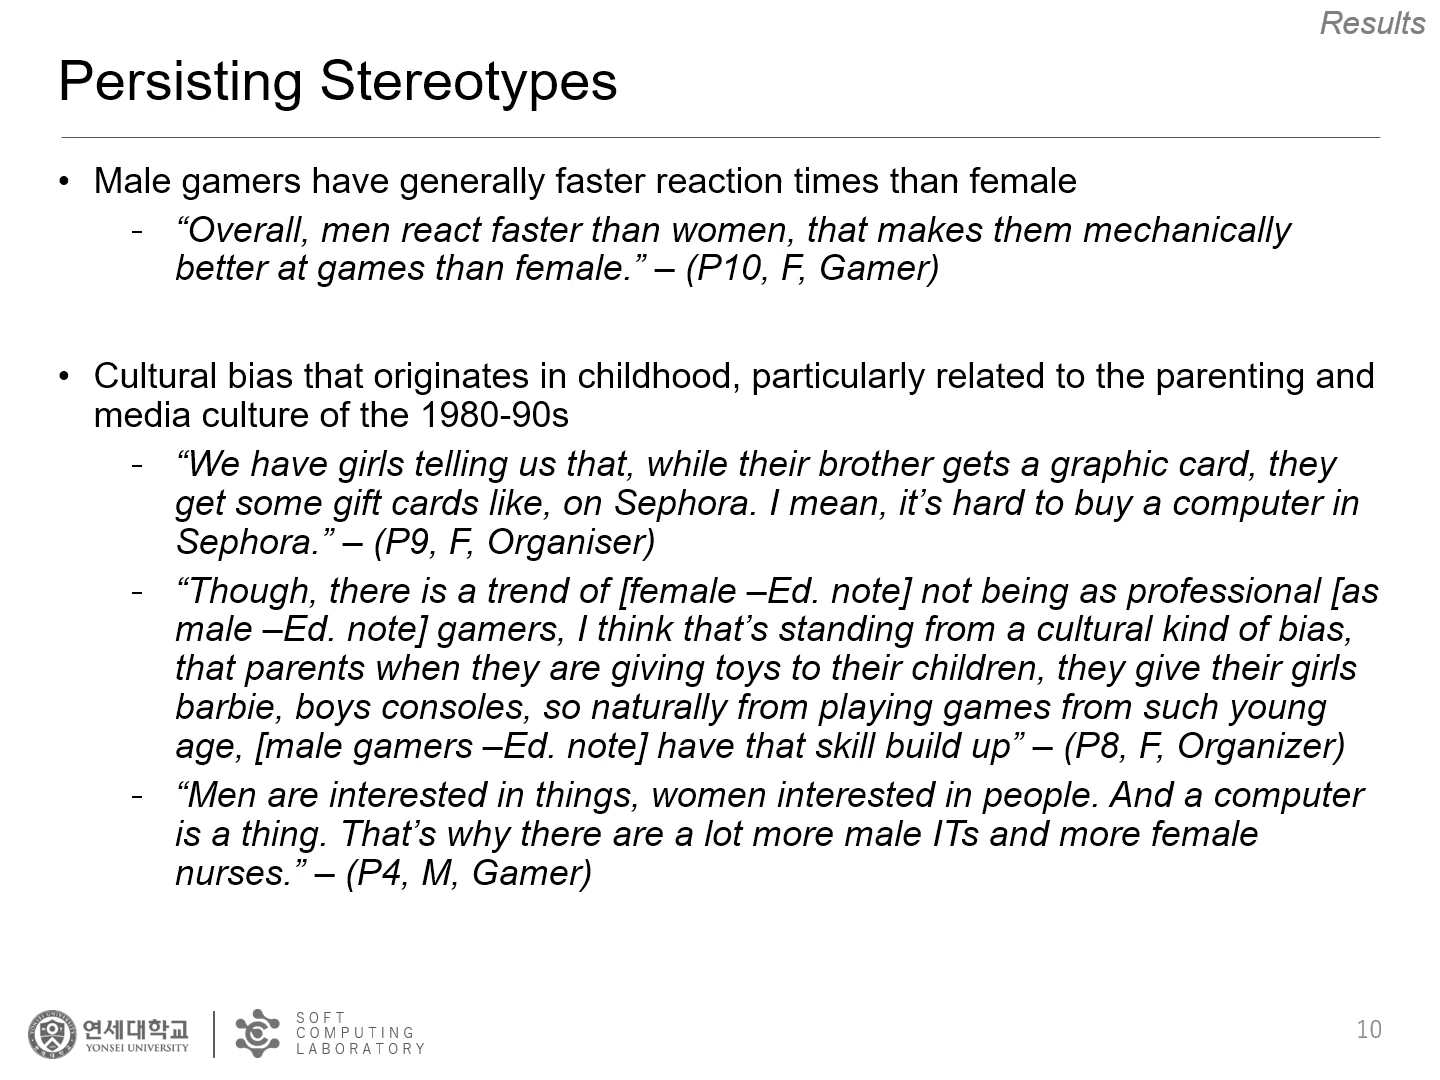 Results
Persisting Stereotypes
• Male gamers have generally faster reaction times than female
- “Overall, men react faster than women, that makes them mechanically
better at games than female.” – (P10, F, Gamer)
• Cultural bias that originates in childhood, particularly related to the parenting and
media culture of the 1980-90s
- “We have girls telling us that, while their brother gets a graphic card, they
get some gift cards like, on Sephora. I mean, it’s hard to buy a computer in
Sephora.” – (P9, F, Organiser)
- “Though, there is a trend of [female –Ed. note] not being as professional [as
male –Ed. note] gamers, I think that’s standing from a cultural kind of bias,
that parents when they are giving toys to their children, they give their girls
barbie, boys consoles, so naturally from playing games from such young
age, [male gamers –Ed. note] have that skill build up” – (P8, F, Organizer)
- “Men are interested in things, women interested in people. And a computer
is a thing. That’s why there are a lot more male ITs and more female
nurses.” – (P4, M, Gamer)
연세대학교
YONSEI UNIVERSITY
SOFT
COMPUTING
LABORATORY
10